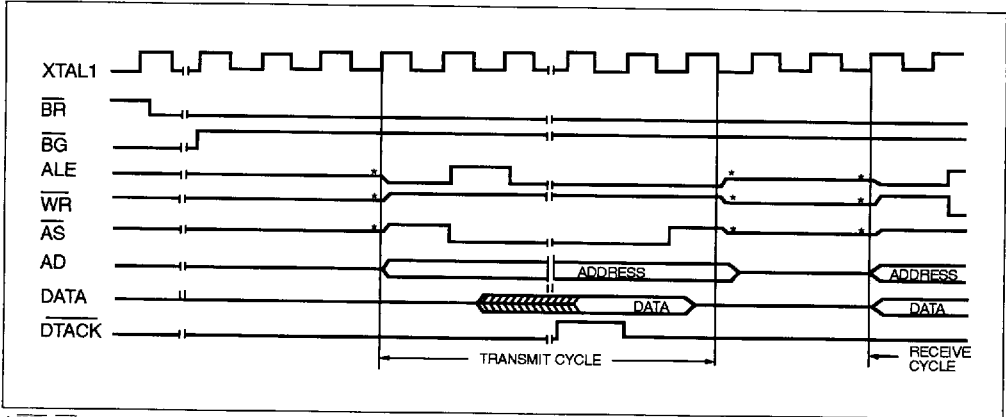 XTAL1
BR
BG
ALE
WR
AS
AD
ADDRESS
ADDRESS
DATA
DATA
DATA
DTACK
TRANSMIT CYCLE
RECEIVE
CYCLE